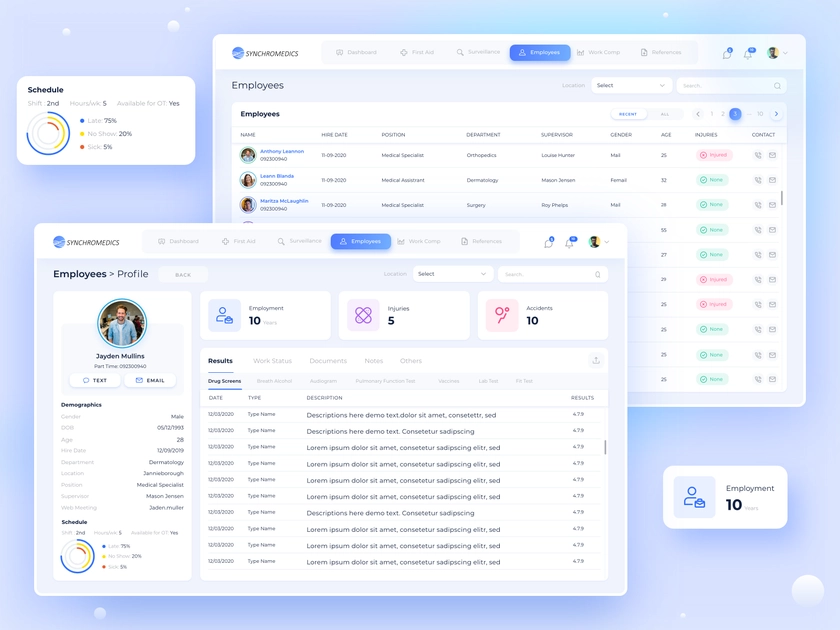 Schedule
Shift : 2nd Hours/wk: 5 Available for OT: Yes
Late: 75%
No Show: 20%
Sick: 5%
SYNCHROMEDICS
Dashboard First Aid Surveillance Employees Work Comp References
Employees
Location: Select Search..
Employees RECENT ALL 1 2 3 ... 10
NAME HIRE DATE POSITION DEPARTMENT SUPERVISOR GENDER AGE INJURIES CONTACT
Anthony Leannon
092300940
11-09-2020 Medical Specialist Orthopedics Louise Hunter Mail 25 Injured
Leann Bianda
092300940
11-09-2020 Medical Assistant Dermatology Mason Jensen Femail 32 None
Maritza McLaughlin
092300940
11-09-2020 Medical Specialist Surgery Roy Phelps Mail 28 None
55 None
27 None
29 Injured
25 Injured
25 None
25 None
25 None
SYNCHROMEDICS
Dashboard First Aid Surveillance Employees Work Comp References
Employees > Profile BACK Location: Select Search..
Jayden Mullins
Part Time: 092300940
TEXT EMAIL
Demographics
Gender Male
DOB 05/12/1993
Age: 28
Hire Date 12/09/2019
Department Dermatology
Location Jannieborough
Position Medical Specialist
Supervisor Mason Jensen
Web Meeting Jaden.muller
Schedule
Shift : 2nd Hours/wk: 5 Available for OT: Yes
Late: 75%
No Show: 20%
Sick: 5%
Employment
10 Years
Injuries
5
Accidents
10
Results Work Status Documents Notes Others
Drug Screens Breath Alcohol Audiogram Pulmonary Function Test Vaccines Lab Test Fit Test
DATE TYPE DESCRIPTION RESULTS
12/03/2020 Type Name Descriptions here demo text.dolor sit amet, consetettr, sed 4.7.9
12/03/2020 Type Name Descriptions here demo text. Consetetur sadipscing 4.7.9
12/03/2020 Type Name Lorem ipsum dolor sit amet, consetetur sadipscing elitr, sed 4.7.9
12/03/2020 Type Name Lorem ipsum dolor sit amet, consetetur sadipscing elitr, sed 4.7.9
12/03/2020 Type Name Lorem ipsum dolor sit amet, consetetur sadipscing elitr, sed 4.7.9
12/03/2020 Type Name Lorem ipsum dolor sit amet, consetetur sadipscing elitr, sed 4.7.9
12/03/2020 Type Name Descriptions here demo text. Consetetur sadipscing 4.7.9
12/03/2020 Type Name Lorem ipsum dolor sit amet, consetetur sadipscing elitr, sed 4.7.9
12/03/2020 Type Name Lorem ipsum dolor sit amet, consetetur sadipscing elitr, sed 4.7.9
12/03/2020 Type Name Lorem ipsum dolor sit amet, consetetur sadipscing elitr, sed 4.7.9
Employment
10 Years